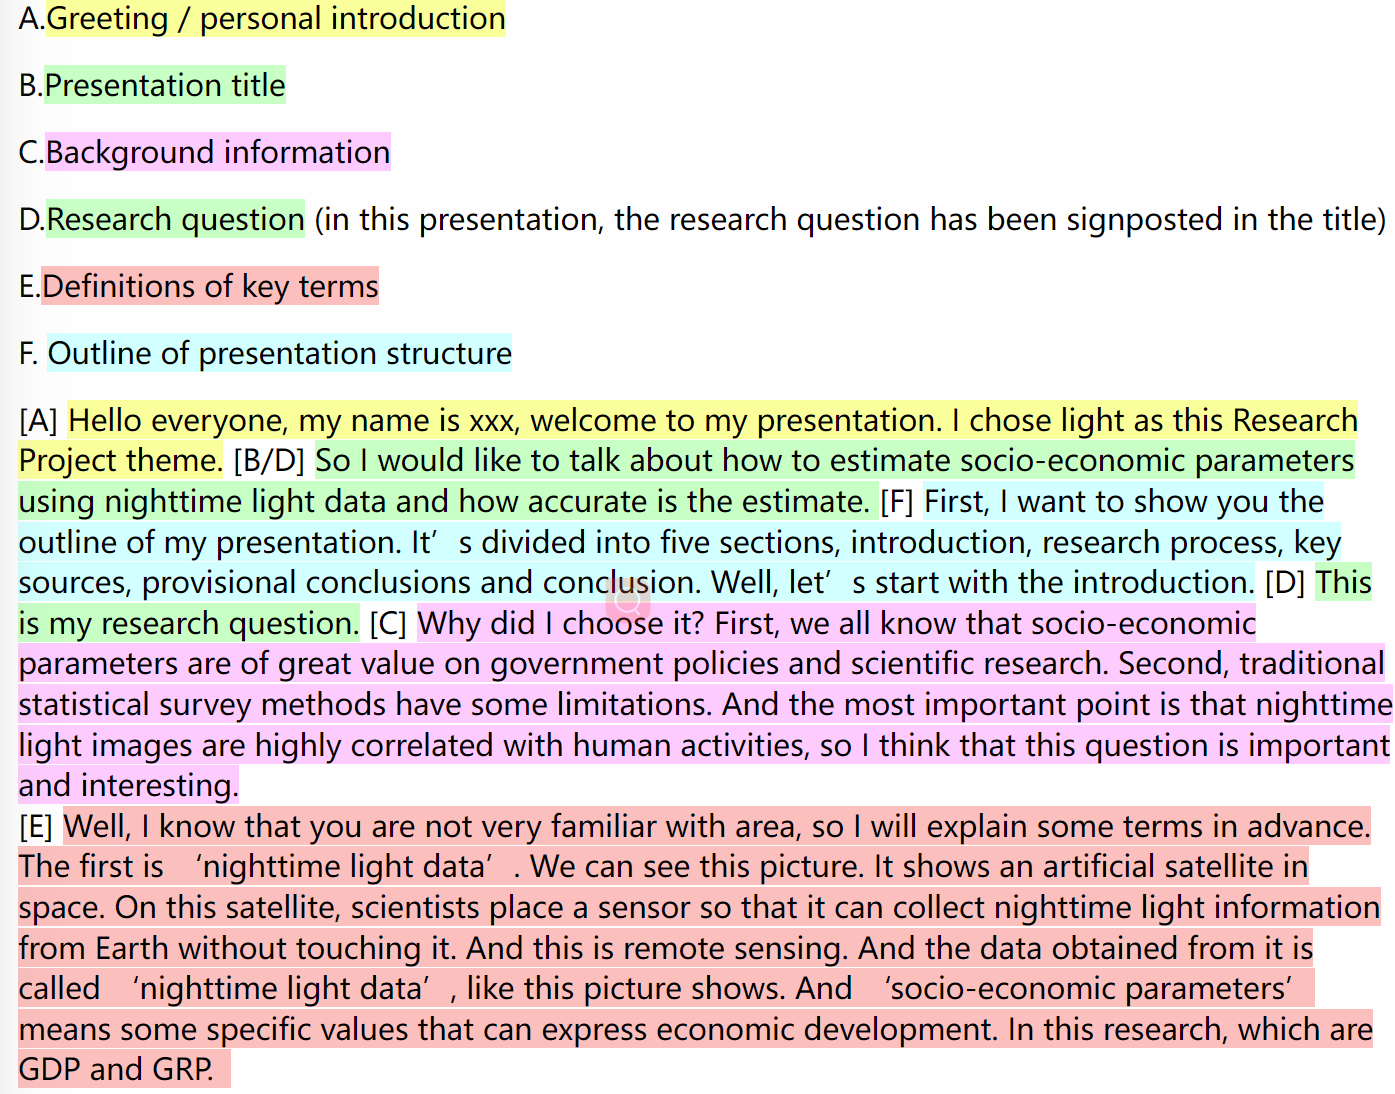 A.Greeting / personal introduction
B.Presentation title
C.Background information
D.Research question (in this presentation, the research question has been signposted in the title)
E.Definitions of key terms
F. Outline of presentation structure
[A] Hello everyone, my name is xxx, welcome to my presentation. I chose light as this Research
Project theme. [B/D] So I would like to talk about how to estimate socio-economic parameters
using nighttime light data and how accurate is the estimate. [F] First, I want to show you the
outline of my presentation. It’ s divided into five sections, introduction, research process, key
sources, provisional conclusions and conclusion. Well, let’ s start with the introduction. [D] This
is my research question. [C] Why did I choose it? First, we all know that socio-economic
parameters are of great value on government policies and scientific research. Second, traditional
statistical survey methods have some limitations. And the most important point is that nighttime
light images are highly correlated with human activities, so I think that this question is important
and interesting.
[E] Well, I know that you are not very familiar with area, so I will explain some terms in advance.
The first is ‘nighttime light data’ . We can see this picture. It shows an artificial satellite in
space. On this satellite, scientists place a sensor so that it can collect nighttime light information
from Earth without touching it. And this is remote sensing. And the data obtained from it is
called ‘nighttime light data’ , like this picture shows. And ‘socio-economic parameters’
means some specific values that can express economic development. In this research, which are
GDP and GRP.